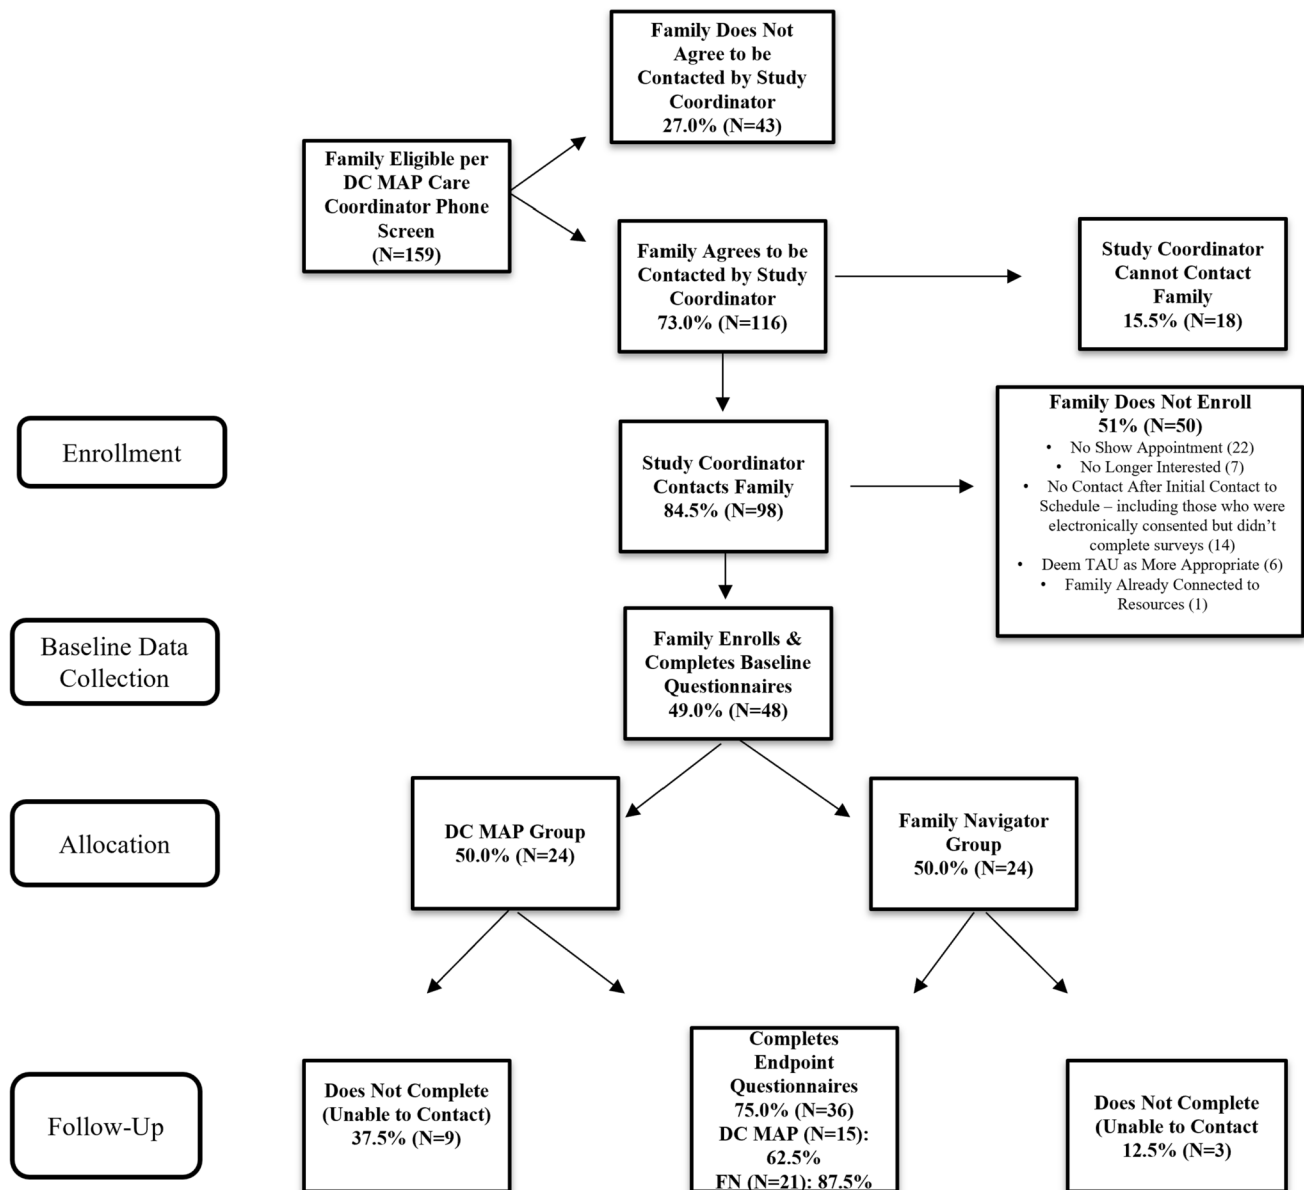 Family Does Not
Agree to be
Contacted by Study
Coordinator
27.0% (N=43)
Family Eligible per
DC MAP Care
Coordinator Phone
Screen
(N=159)
Family Agrees to be
Contacted by Study
Coordinator
73.0% (N=116)
Study Coordinator
Cannot Contact
Family
15.5% (N=18)
Enrollment
Study Coordinator
Contacts Family
84.5% (N=98)
Family Does Not Enroll
51% (N=50)
• No Show Appointment (22)
• No Longer Interested (7)
• No Contact After Initial Contact to
Schedule – including those who were
electronically consented but didn’t
complete surveys (14)
• Deem TAU as More Appropriate (6)
• Family Already Connected to
Resources (1)
Baseline Data
Collection
Family Enrolls &
Completes Baseline
Questionnaires
49.0% (N=48)
Allocation
DC MAP Group
50.0% (N=24)
Family Navigator
Group
50.0% (N=24)
Follow-Up
Does Not Complete
(Unable to Contact)
37.5% (N=9)
Completes
Endpoint
Questionnaires
75.0% (N=36)
DC MAP (N=15):
62.5%
FN (N=21): 87.5%
Does Not Complete
(Unable to Contact
12.5% (N=3)